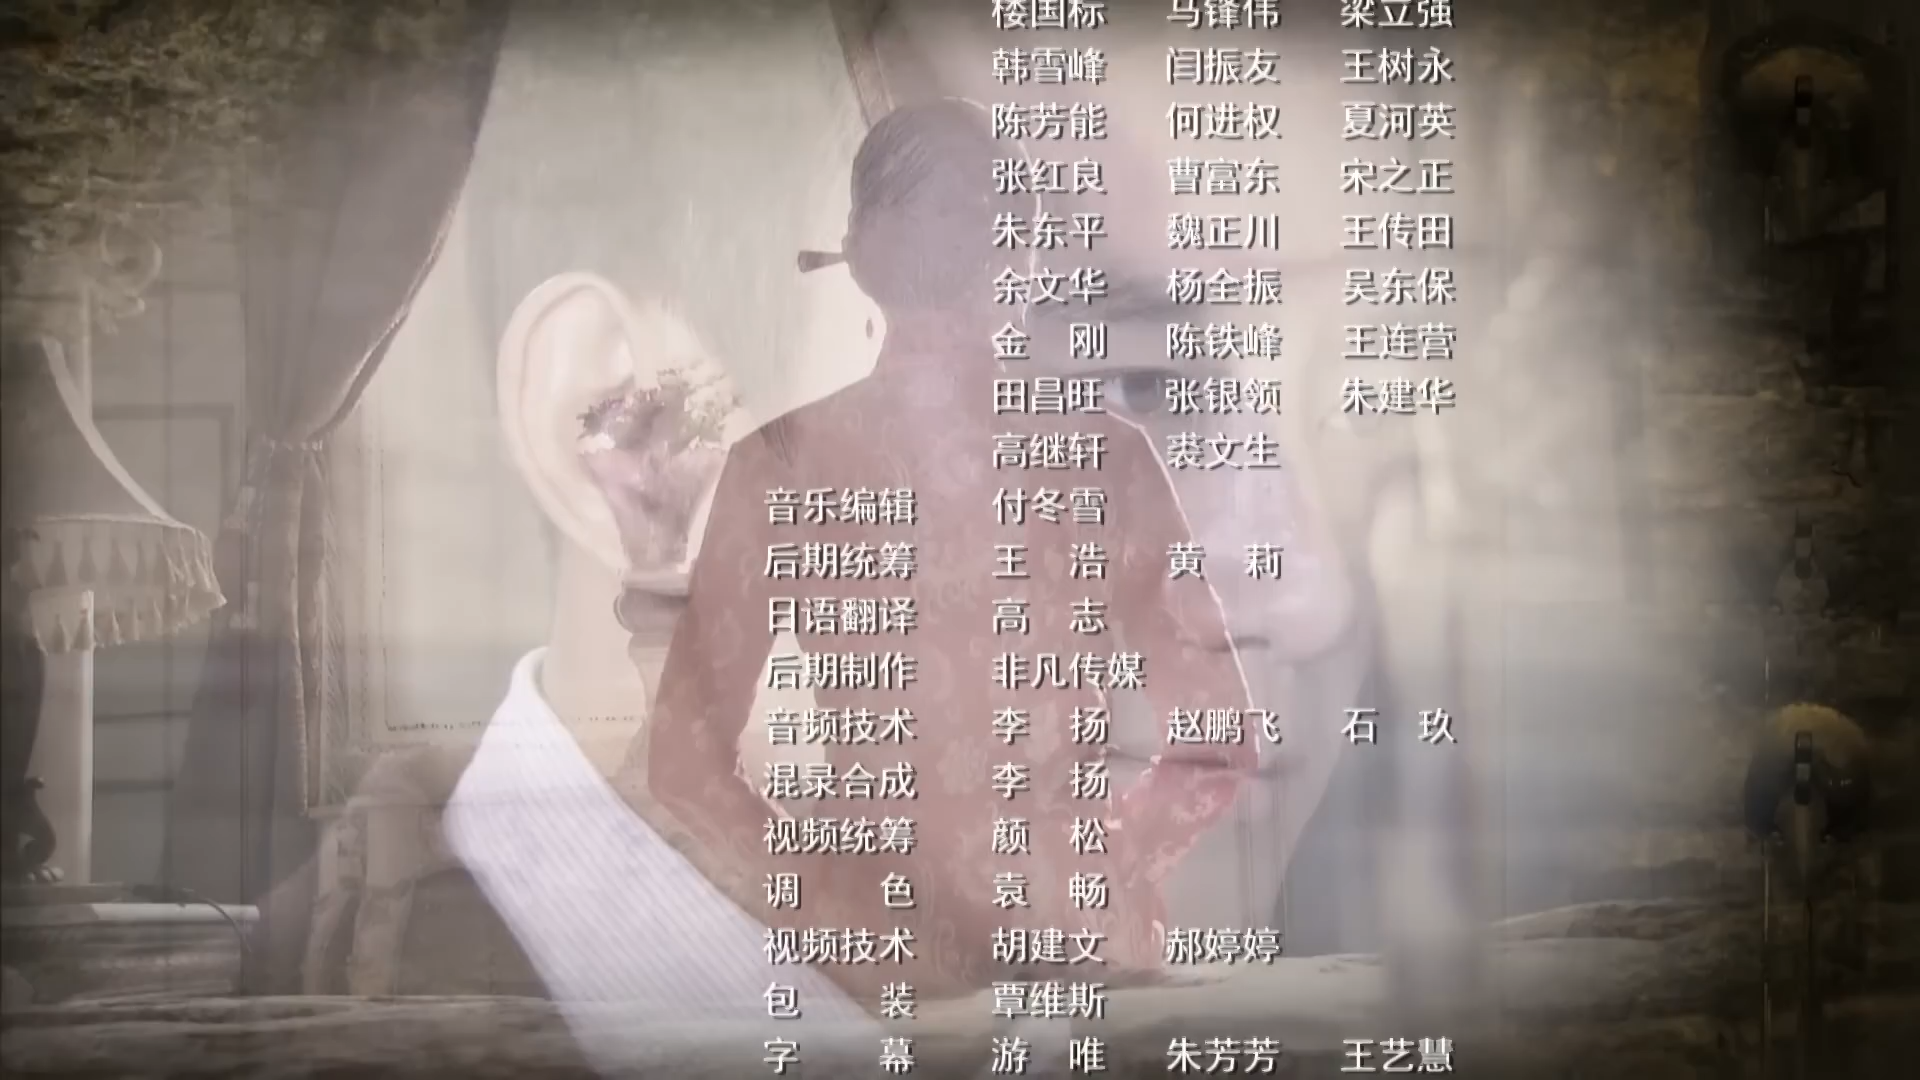 楼国标 马锋伟 梁立强
韩雪峰 闫振友 王树永
陈芳能 何进权 夏河英
张红良 曹富东 宋之正
朱东平 魏正川 王传田
余文华 杨全振 吴东保
金 刚 陈铁峰 王连营
田昌旺 张银领 朱建华
高继轩 裘文生
音乐编辑 付冬雪
后期统筹 王 浩 黄 莉
日语翻译 高 志
后期制作 非凡传媒
音频技术 李 扬 赵鹏飞 石 玖
混录合成 李 扬
视频统筹 颜 松
调 色 袁 畅
视频技术 胡建文 郝婷婷
包 装 覃维斯
字 幕 游 唯 朱芳芳 王艺慧